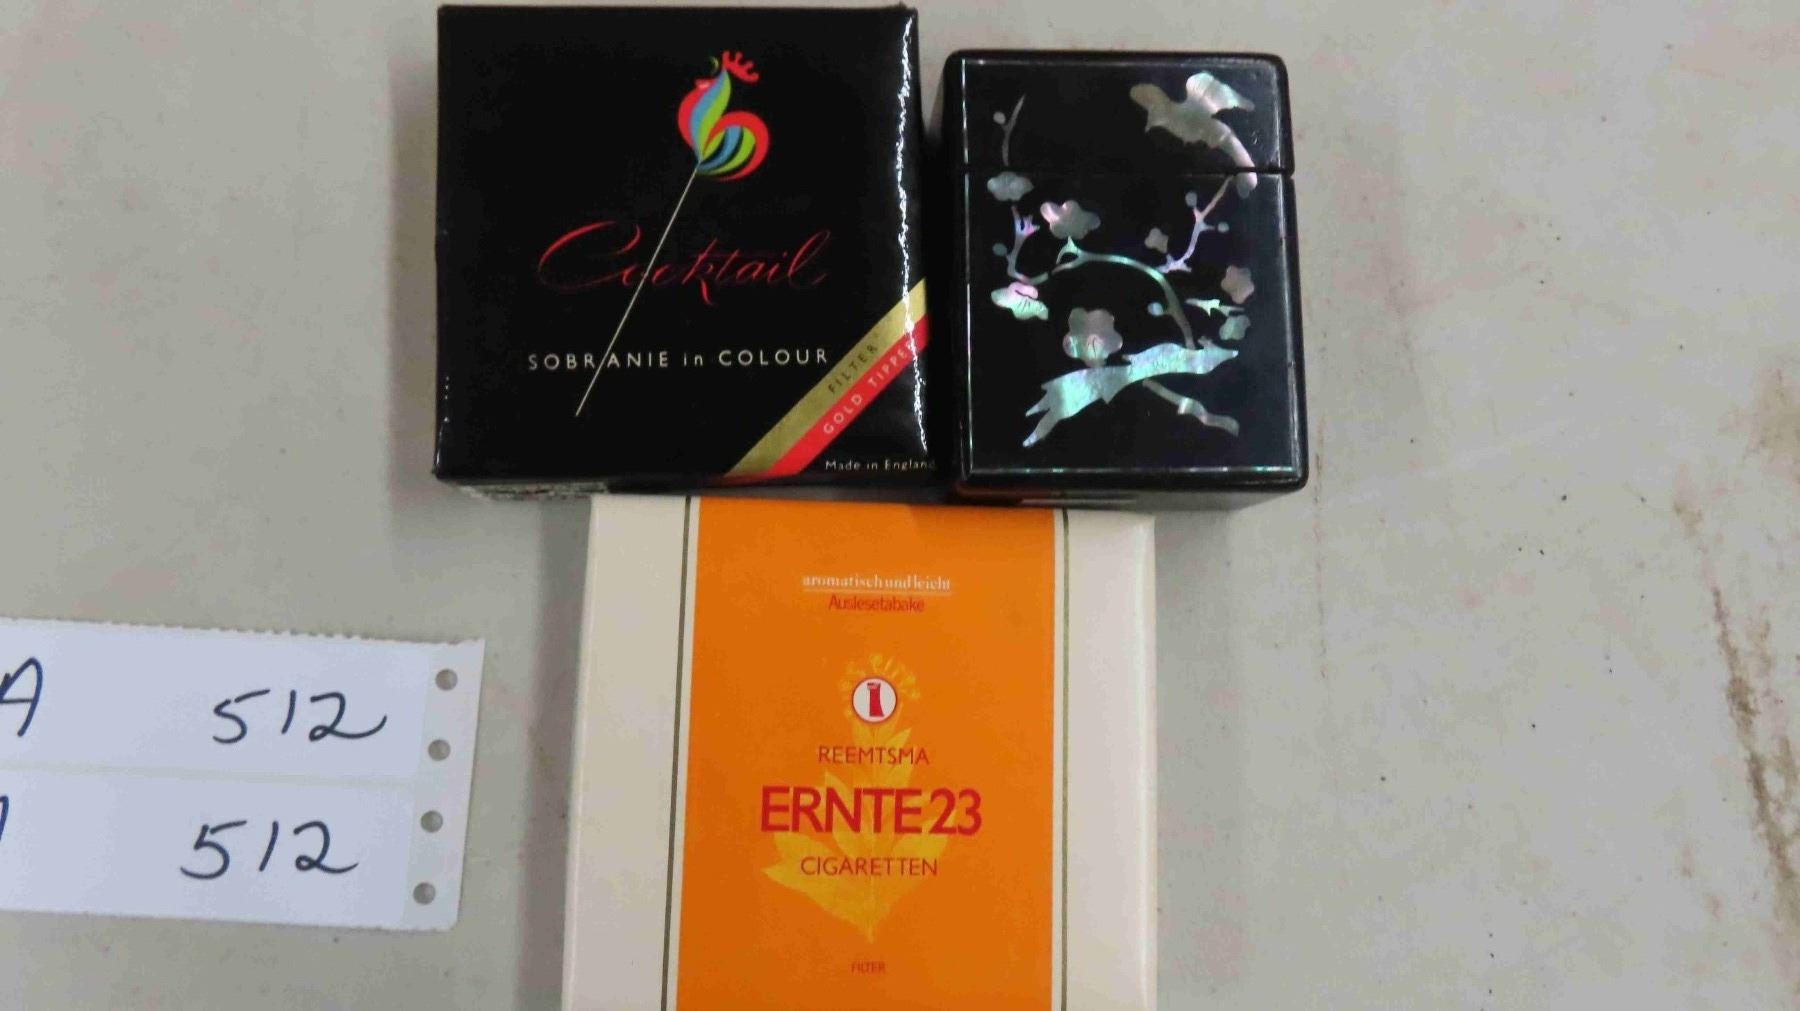 Cocktail
SOBRANIE in COLOUR
FILTER
GOLD TIPPED
Made in England
aromatisch und leicht
Auslesetabake
REEMTSMA
ERNTE 23
CIGARETTEN
FILTER
A 512
512